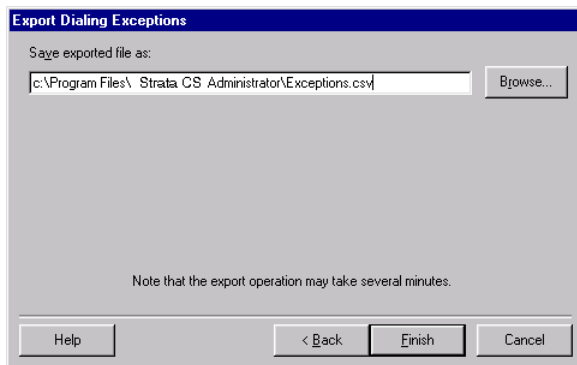 Export Dialing Exceptions
Save exported file as:
c:\Program Files\ Strata CS Administrator\Exceptions.csv
Browse...
Note that the export operation may take several minutes.
Help
< Back
Finish
Cancel